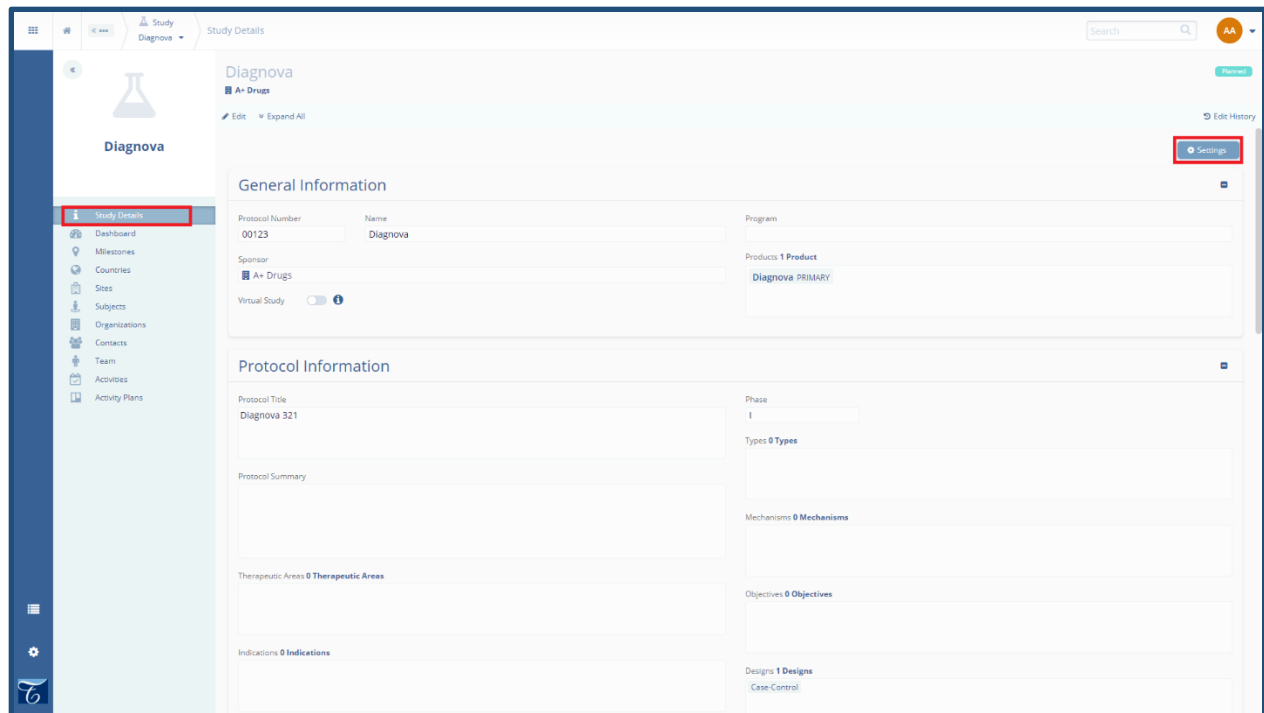 Study
Diagnova
Study Details
Search
AA
Diagnova
Study Details
Dashboard
Milestones
Countries
Sites
Subjects
Organizations
Contacts
Team
Activities
Activity Plans
Diagnova
A+ Drugs
Planned
Edit
Expand All
Edit History
Settings
General Information
Protocol Number
00123
Name
Diagnova
Sponsor
A+ Drugs
Virtual Study
Program
Products 1 Product
Diagnova PRIMARY
Protocol Information
Protocol Title
Diagnova 321
Protocol Summary
Therapeutic Areas 0 Therapeutic Areas
Indications 0 Indications
Phase
I
Types 0 Types
Mechanisms 0 Mechanisms
Objectives 0 Objectives
Designs 1 Designs
Case-Control